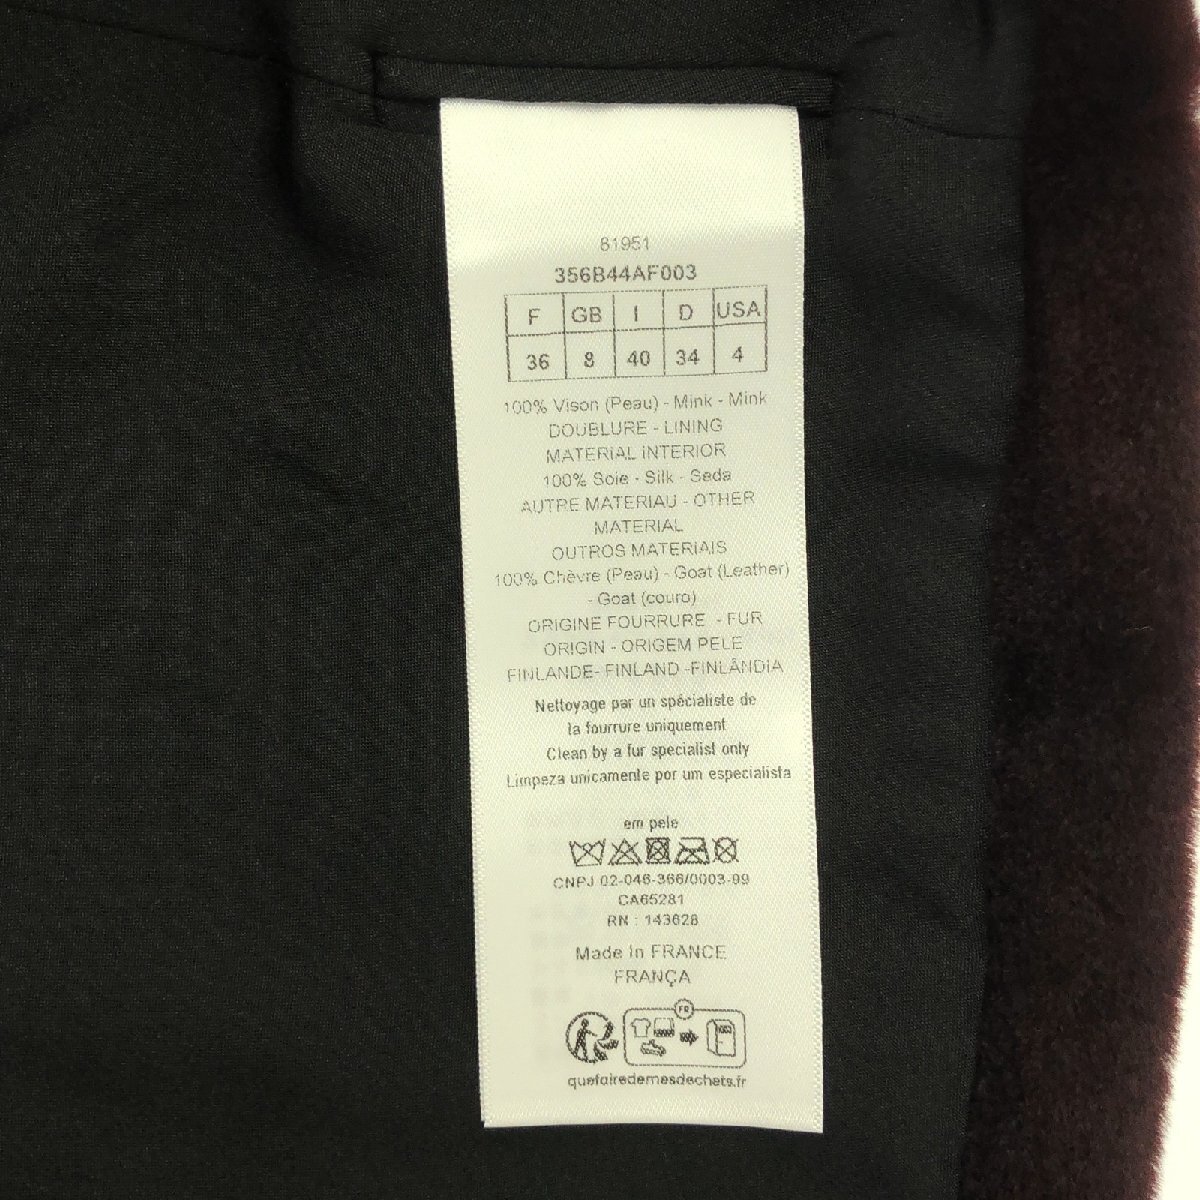 81951
356B44AF003
F GB I D USA
36 8 40 34 4
100% Vison (Peau) - Mink - Mink
DOUBLURE - LINING
MATERIAL INTERIOR
100% Soie - Silk - Seda
AUTRE MATERIAU - OTHER
MATERIAL
OUTROS MATERIAIS
100% Chèvre (Peau) - Goat (Leather)
- Goat (couro)
ORIGINE FOURRURE - FUR
ORIGIN - ORIGEM PELE
FINLANDE- FINLAND -FINLÂNDIA
Nettoyage par un spécialiste de
la fourrure uniquement
Clean by a fur specialist only
Limpeza unicamente por um especialista
em pele
CNPJ 02-046-366/0003-99
CA65281
RN : 143628
Made in FRANCE
FRANÇA
FR
quefairedemesdechets.fr